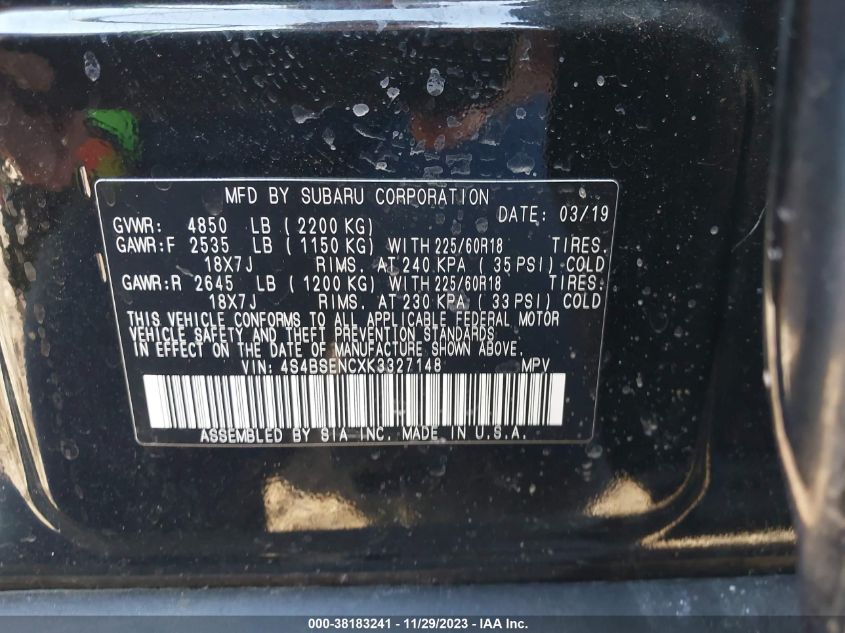 MFD BY SUBARU CORPORATION
DATE: 03/19
GVWR: 4850 LB (2200 KG)
GAWR:F 2535 LB (1150 KG) WITH 225/60R18 TIRES.
18X7J RIMS. AT 240 KPA (35 PSI) COLD
GAWR:R 2645 LB (1200 KG) WITH 225/60R18 TIRES.
18X7J RIMS. AT 230 KPA (33 PSI) COLD
THIS VEHICLE CONFORMS TO ALL APPLICABLE FEDERAL MOTOR
VEHICLE SAFETY AND THEFT PREVENTION STANDARDS
IN EFFECT ON THE DATE OF MANUFACTURE SHOWN ABOVE.
VIN: 4S4BSENCXK3327148 MPV
ASSEMBLED BY SIA INC. MADE IN U.S.A.
000-38183241 - 11/29/2023 - IAA Inc.